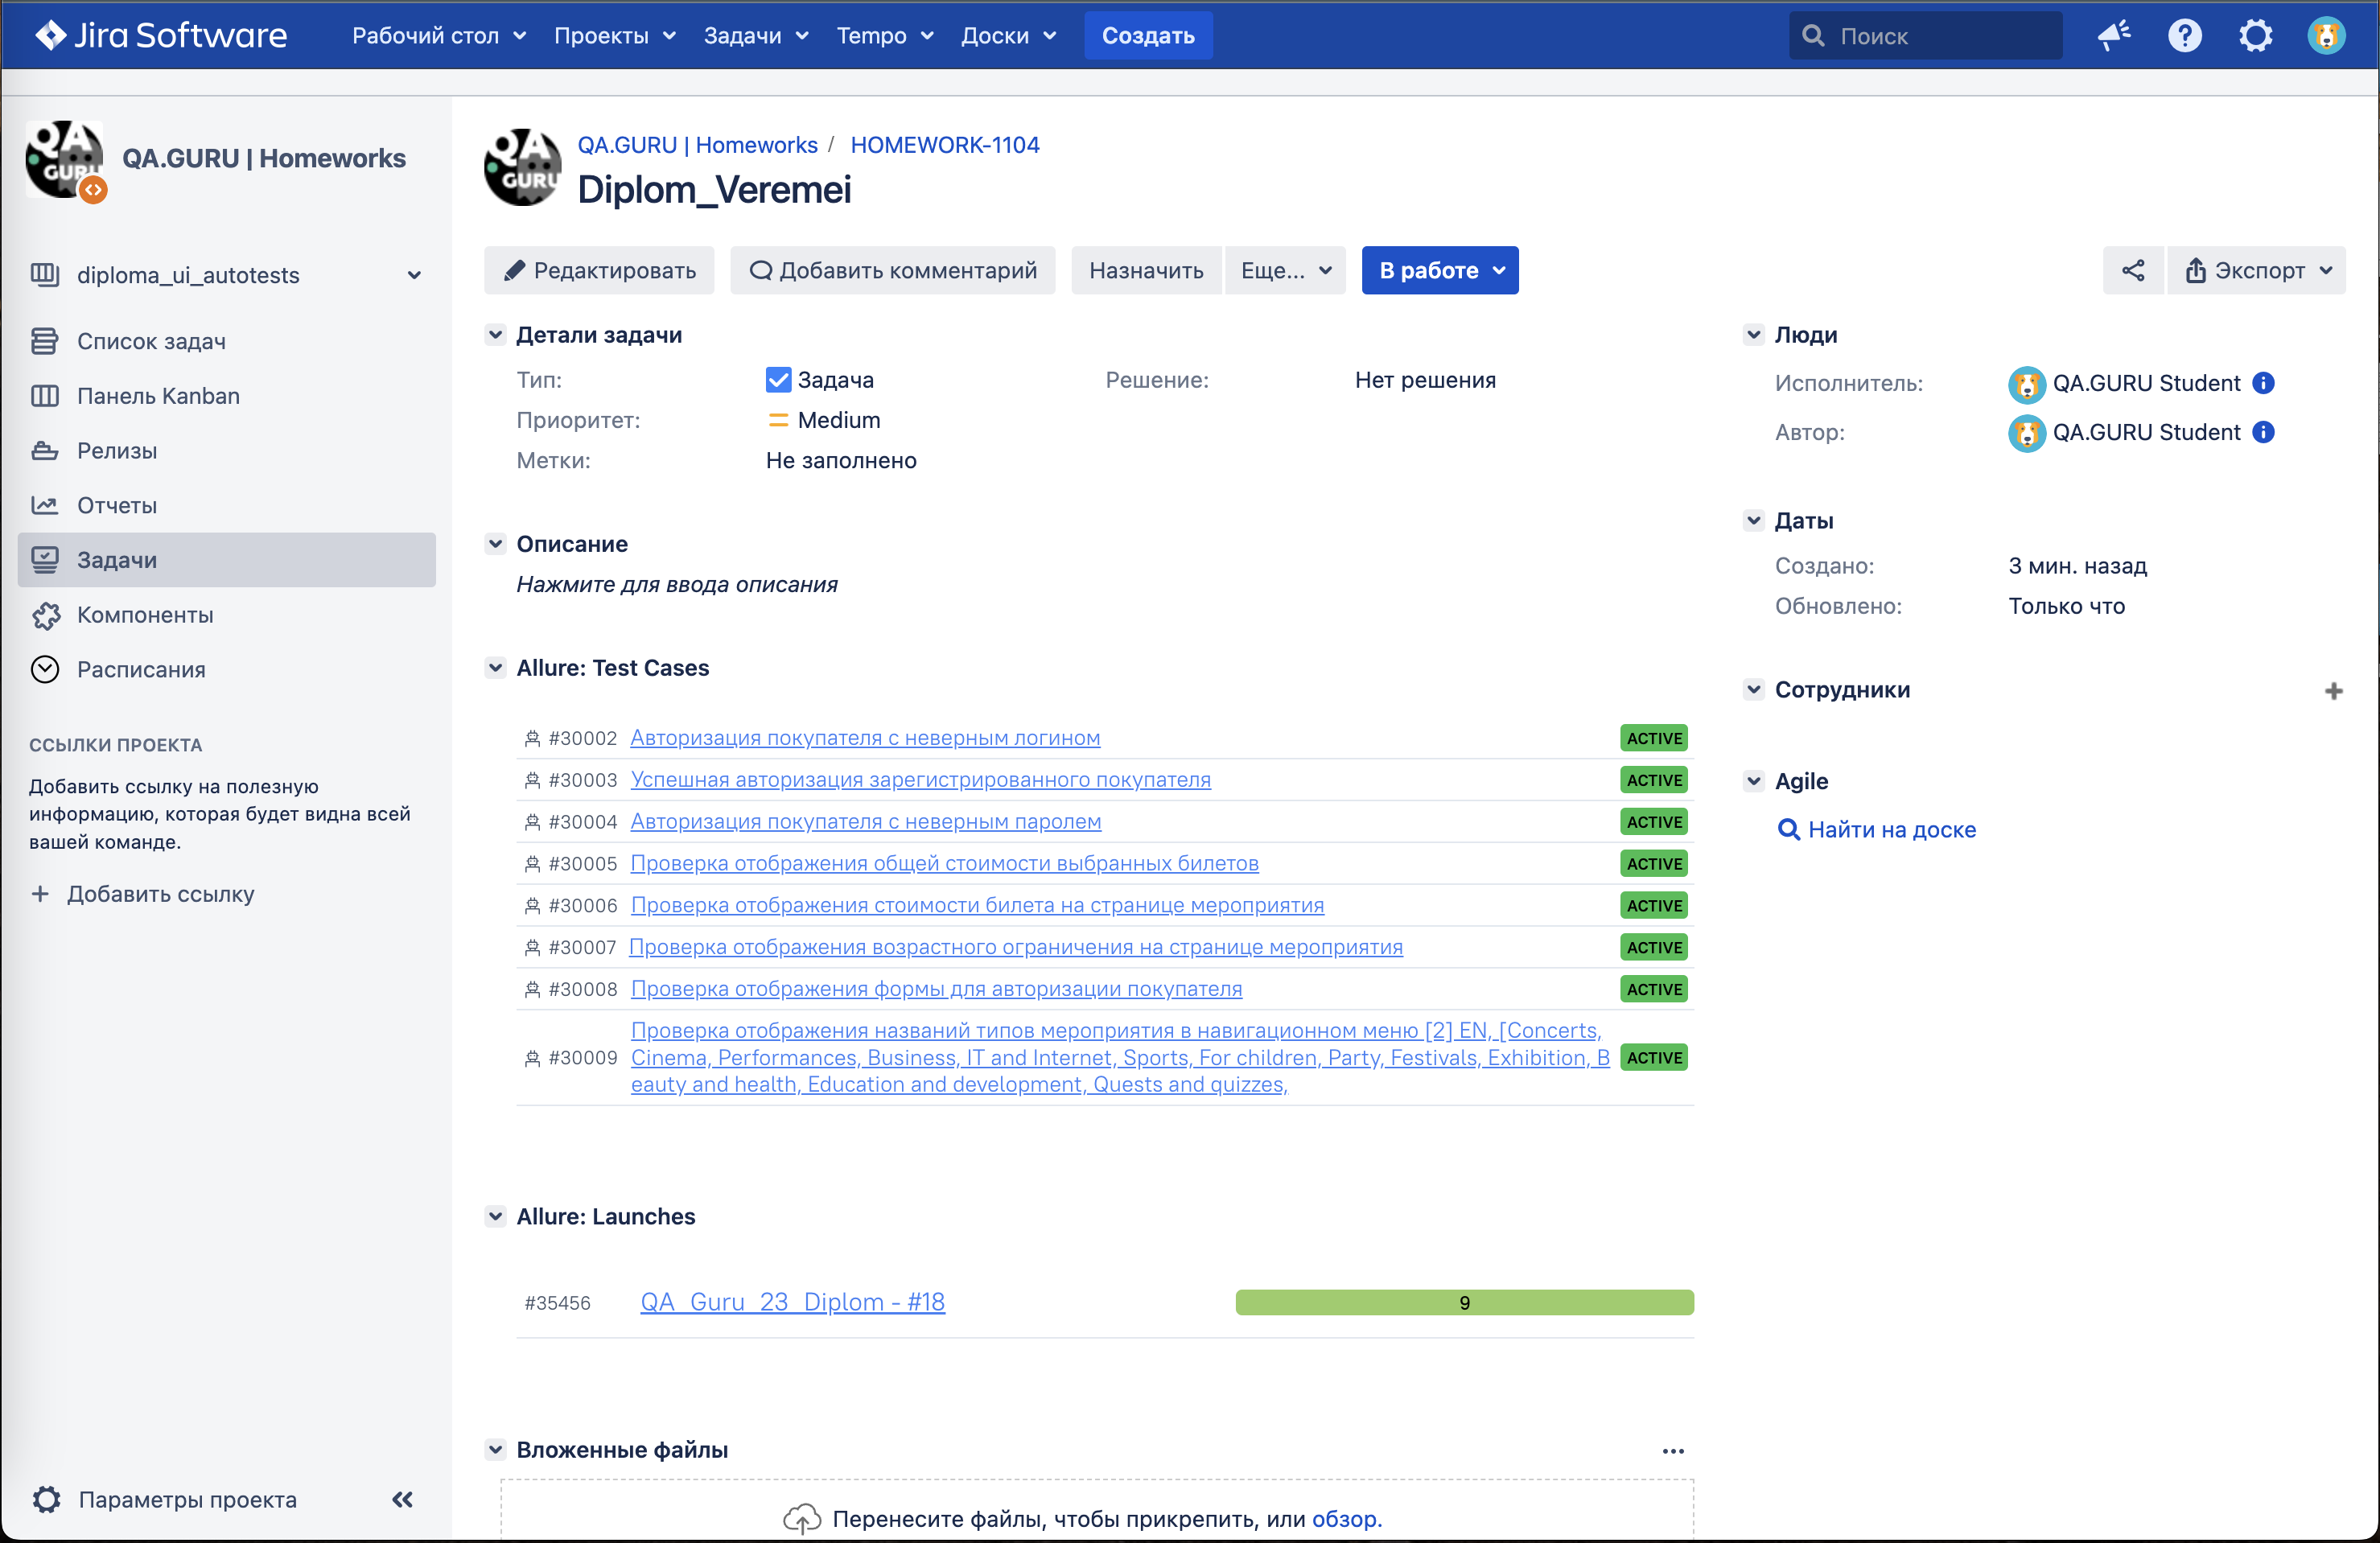 Jira Software
Рабочий стол
Проекты
Задачи
Tempo
Доски
Создать
Поиск
QA GURU
QA.GURU | Homeworks
diploma_ui_autotests
Список задач
Панель Kanban
Релизы
Отчеты
Задачи
Компоненты
Расписания
ССЫЛКИ ПРОЕКТА
Добавить ссылку на полезную
информацию, которая будет видна всей
вашей команде.
+ Добавить ссылку
Параметры проекта
QA GURU
QA.GURU | Homeworks / HOMEWORK-1104
Diplom_Veremei
Редактировать
Добавить комментарий
Назначить
Еще...
В работе
Экспорт
Детали задачи
Тип: Задача
Решение: Нет решения
Приоритет: Medium
Метки: Не заполнено
Описание
Нажмите для ввода описания
Allure: Test Cases
#30002 Авторизация покупателя с неверным логином ACTIVE
#30003 Успешная авторизация зарегистрированного покупателя ACTIVE
#30004 Авторизация покупателя с неверным паролем ACTIVE
#30005 Проверка отображения общей стоимости выбранных билетов ACTIVE
#30006 Проверка отображения стоимости билета на странице мероприятия ACTIVE
#30007 Проверка отображения возрастного ограничения на странице мероприятия ACTIVE
#30008 Проверка отображения формы для авторизации покупателя ACTIVE
Проверка отображения названий типов мероприятия в навигационном меню [2] EN, [Concerts,
#30009 Cinema, Performances, Business, IT and Internet, Sports, For children, Party, Festivals, Exhibition, B ACTIVE
eauty and health, Education and development, Quests and quizzes,
Allure: Launches
#35456 QA_Guru_23_Diplom - #18 9
Вложенные файлы
Перенесите файлы, чтобы прикрепить, или обзор.
Люди
Исполнитель: QA.GURU Student
Автор: QA.GURU Student
Даты
Создано: 3 мин. назад
Обновлено: Только что
Сотрудники
Agile
Найти на доске